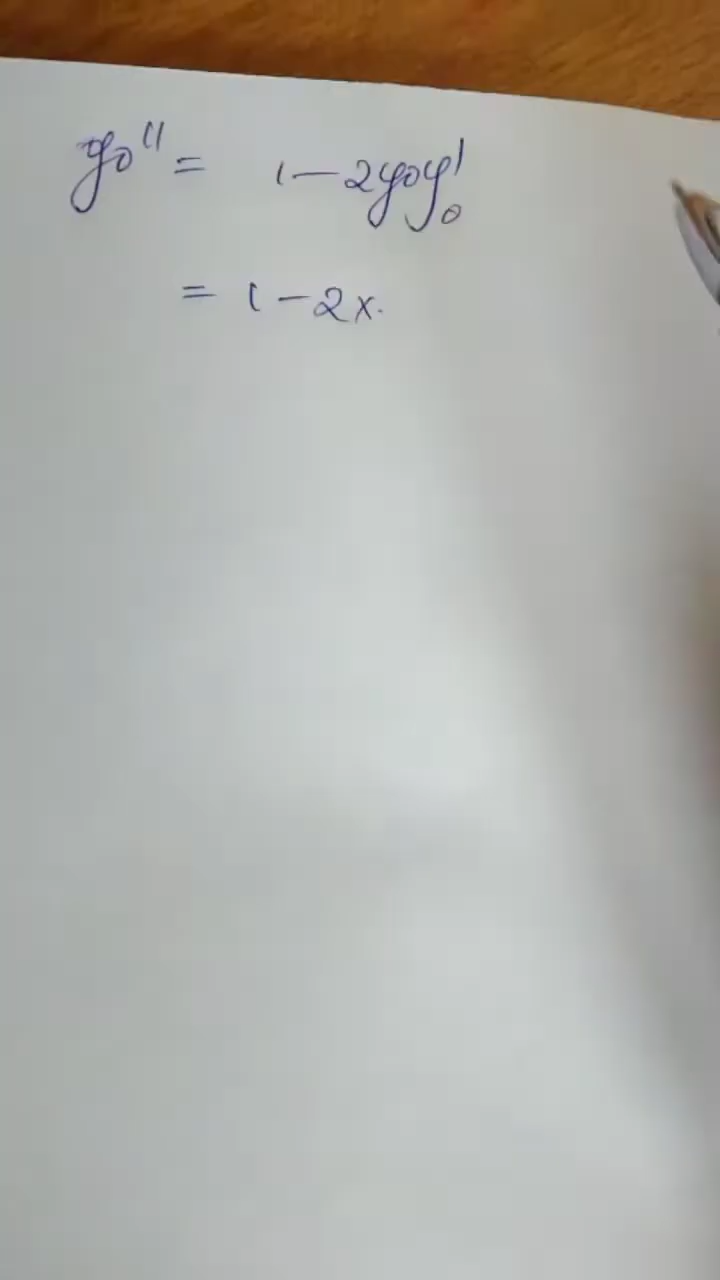 y₀'' = 1 - 2y₀y₀'
= 1 - 2x.